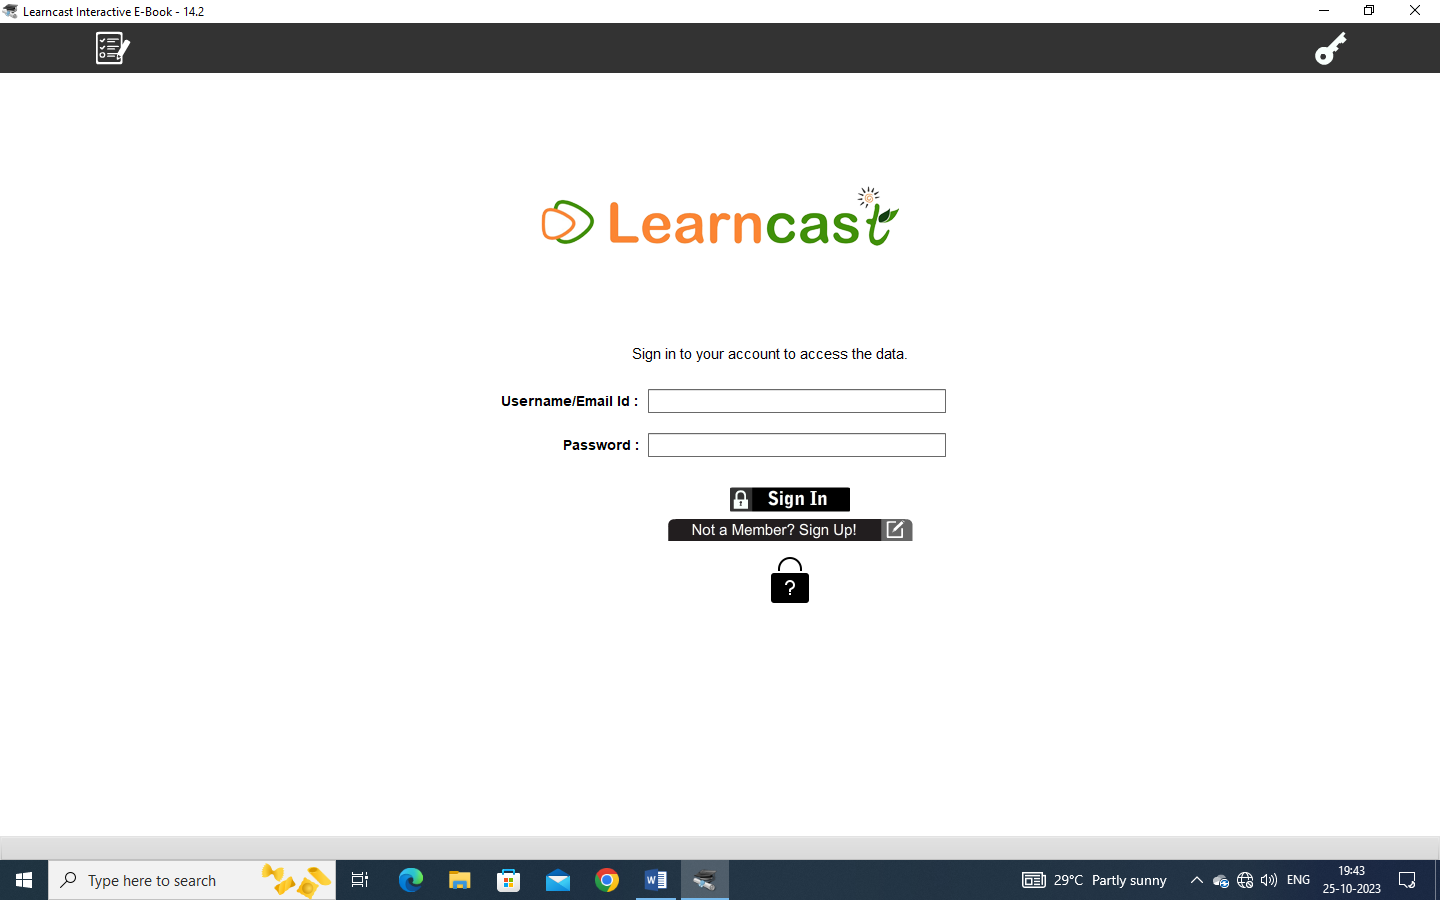 Learncast Interactive E-Book - 14.2
Learncast
Sign in to your account to access the data.
Username/Email Id :
Password :
Sign In
Not a Member? Sign Up!
?
Type here to search
29°C Partly sunny
ENG
19:43
25-10-2023